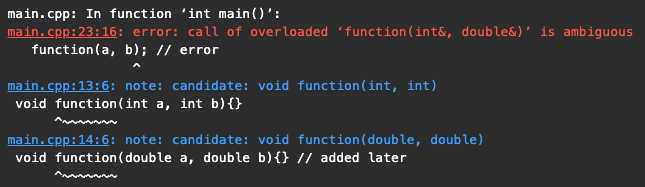 main.cpp: In function ‘int main()’:
main.cpp:23:16: error: call of overloaded ‘function(int&, double&)’ is ambiguous
   function(a, b); // error
                ^
main.cpp:13:6: note: candidate: void function(int, int)
 void function(int a, int b){}
      ^~~~~~~~
main.cpp:14:6: note: candidate: void function(double, double)
 void function(double a, double b){} // added later
      ^~~~~~~~